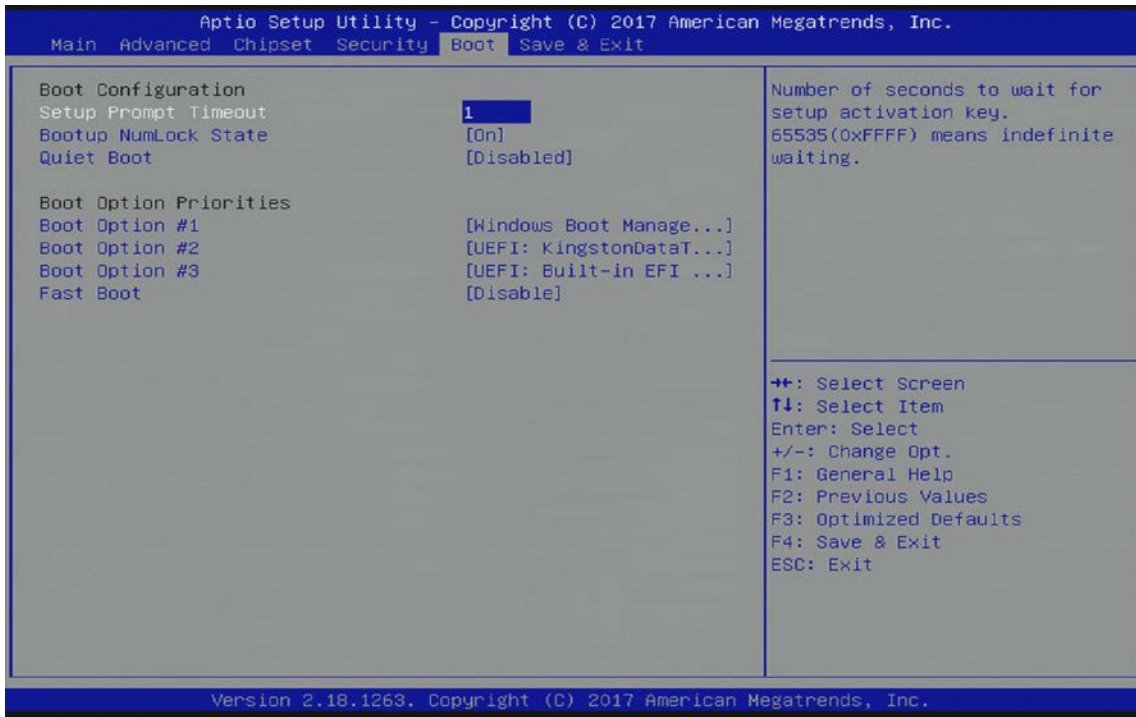 Aptio Setup Utility – Copyright (C) 2017 American Megatrends, Inc.
Main Advanced Chipset Security Boot Save & Exit
Boot Configuration
Setup Prompt Timeout 1
Bootup NumLock State [On]
Quiet Boot [Disabled]
Boot Option Priorities
Boot Option #1 [Windows Boot Manage...]
Boot Option #2 [UEFI: KingstonDataT...]
Boot Option #3 [UEFI: Built-in EFI ...]
Fast Boot [Disable]
Number of seconds to wait for
setup activation key.
65535(0xFFFF) means indefinite
waiting.
→←: Select Screen
↑↓: Select Item
Enter: Select
+/-: Change Opt.
F1: General Help
F2: Previous Values
F3: Optimized Defaults
F4: Save & Exit
ESC: Exit
Version 2.18.1263. Copyright (C) 2017 American Megatrends, Inc.